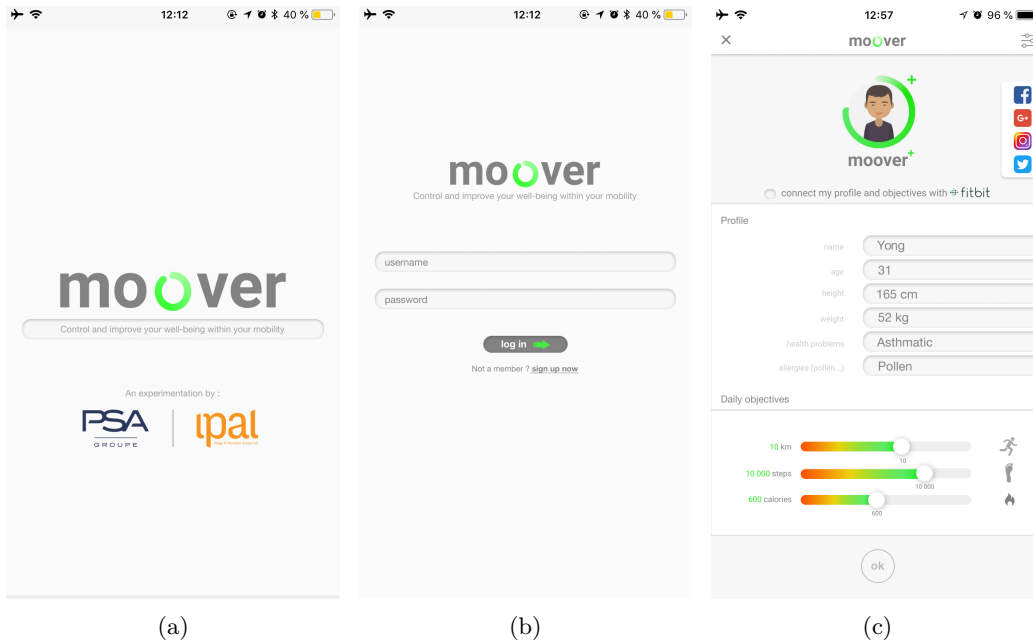 12:12
40 %
moover
Control and improve your well-being within your mobility
An experimentation by :
PSA
GROUPE
ipal
(a)
12:12
40 %
moover
Control and improve your well-being within your mobility
username
password
log in
Not a member ? sign up now
(b)
12:57
96 %
moover
moover+
connect my profile and objectives with fitbit
Profile
name Yong
age 31
height 165 cm
weight 52 kg
health problems Asthmatic
allergies (pollen...) Pollen
Daily objectives
10 km
10
10 000 steps
10 000
600 calories
600
ok
(c)